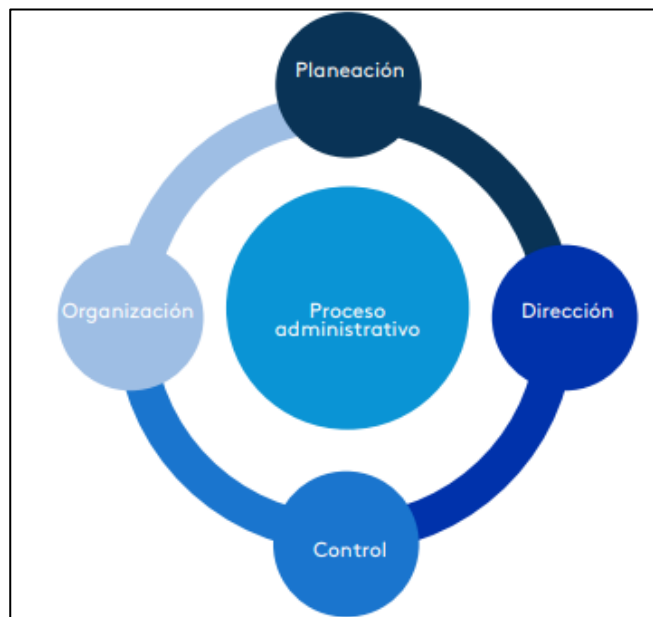 Planeación
Organización
Proceso
administrativo
Dirección
Control